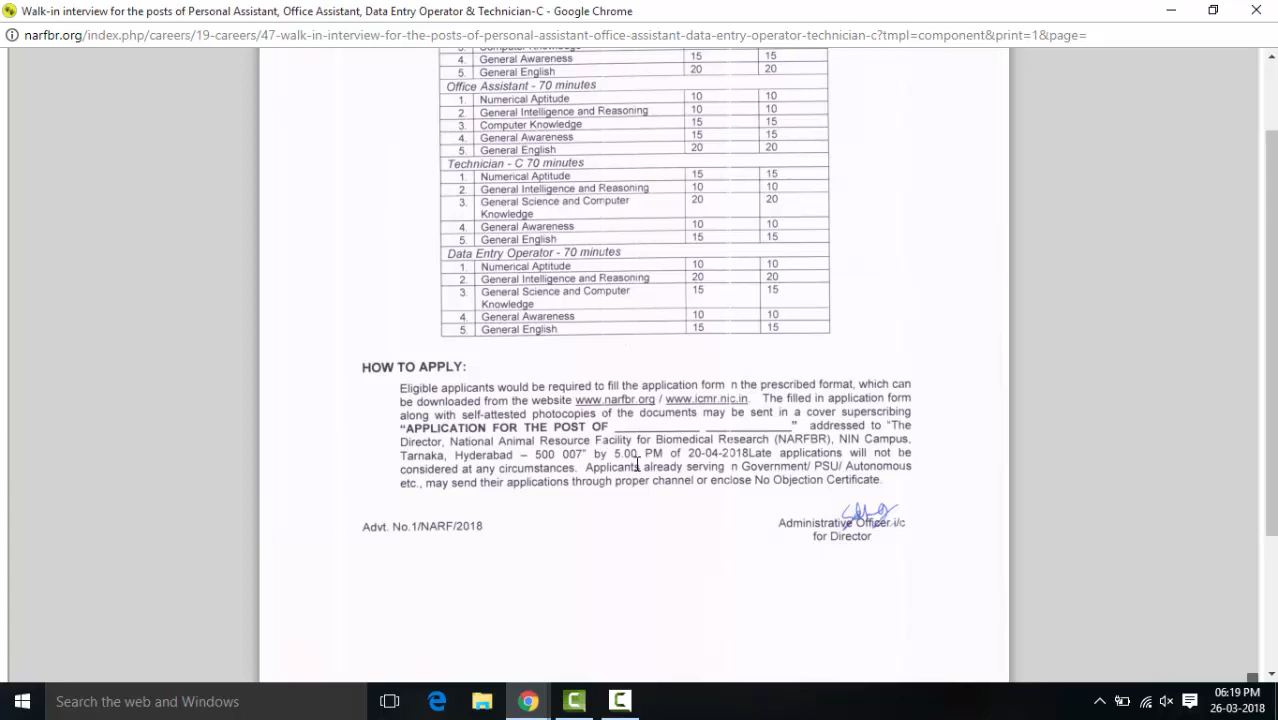 Walk-in interview for the posts of Personal Assistant, Office Assistant, Data Entry Operator & Technician-C - Google Chrome
narfbr.org/index.php/careers/19-careers/47-walk-in-interview-for-the-posts-of-personal-assistant-office-assistant-data-entry-operator-technician-c?tmpl=component&print=1&page=
3. Computer Knowledge
4. General Awareness 15 15
5. General English 20 20
Office Assistant - 70 minutes
1. Numerical Aptitude 10 10
2. General Intelligence and Reasoning 10 10
3. Computer Knowledge 15 15
4. General Awareness 15 15
5. General English 20 20
Technician - C 70 minutes
1. Numerical Aptitude 15 15
2. General Intelligence and Reasoning 10 10
3. General Science and Computer 20 20
Knowledge
4. General Awareness 10 10
5. General English 15 15
Data Entry Operator - 70 minutes
1. Numerical Aptitude 10 10
2. General Intelligence and Reasoning 20 20
3. General Science and Computer 15 15
Knowledge
4. General Awareness 10 10
5. General English 15 15
HOW TO APPLY:
Eligible applicants would be required to fill the application form n the prescribed format, which can
be downloaded from the website www.narfbr.org / www.icmr.nic.in. The filled in application form
along with self-attested photocopies of the documents may be sent in a cover superscribing
"APPLICATION FOR THE POST OF ____________ ____________" addressed to "The
Director, National Animal Resource Facility for Biomedical Research (NARFBR), NIN Campus,
Tarnaka, Hyderabad – 500 007" by 5.00 PM of 20-04-2018Late applications will not be
considered at any circumstances. Applicants already serving n Government/ PSU/ Autonomous
etc., may send their applications through proper channel or enclose No Objection Certificate.
Administrative Officer i/c
Advt. No.1/NARF/2018
for Director
Search the web and Windows
06:19 PM
26-03-2018